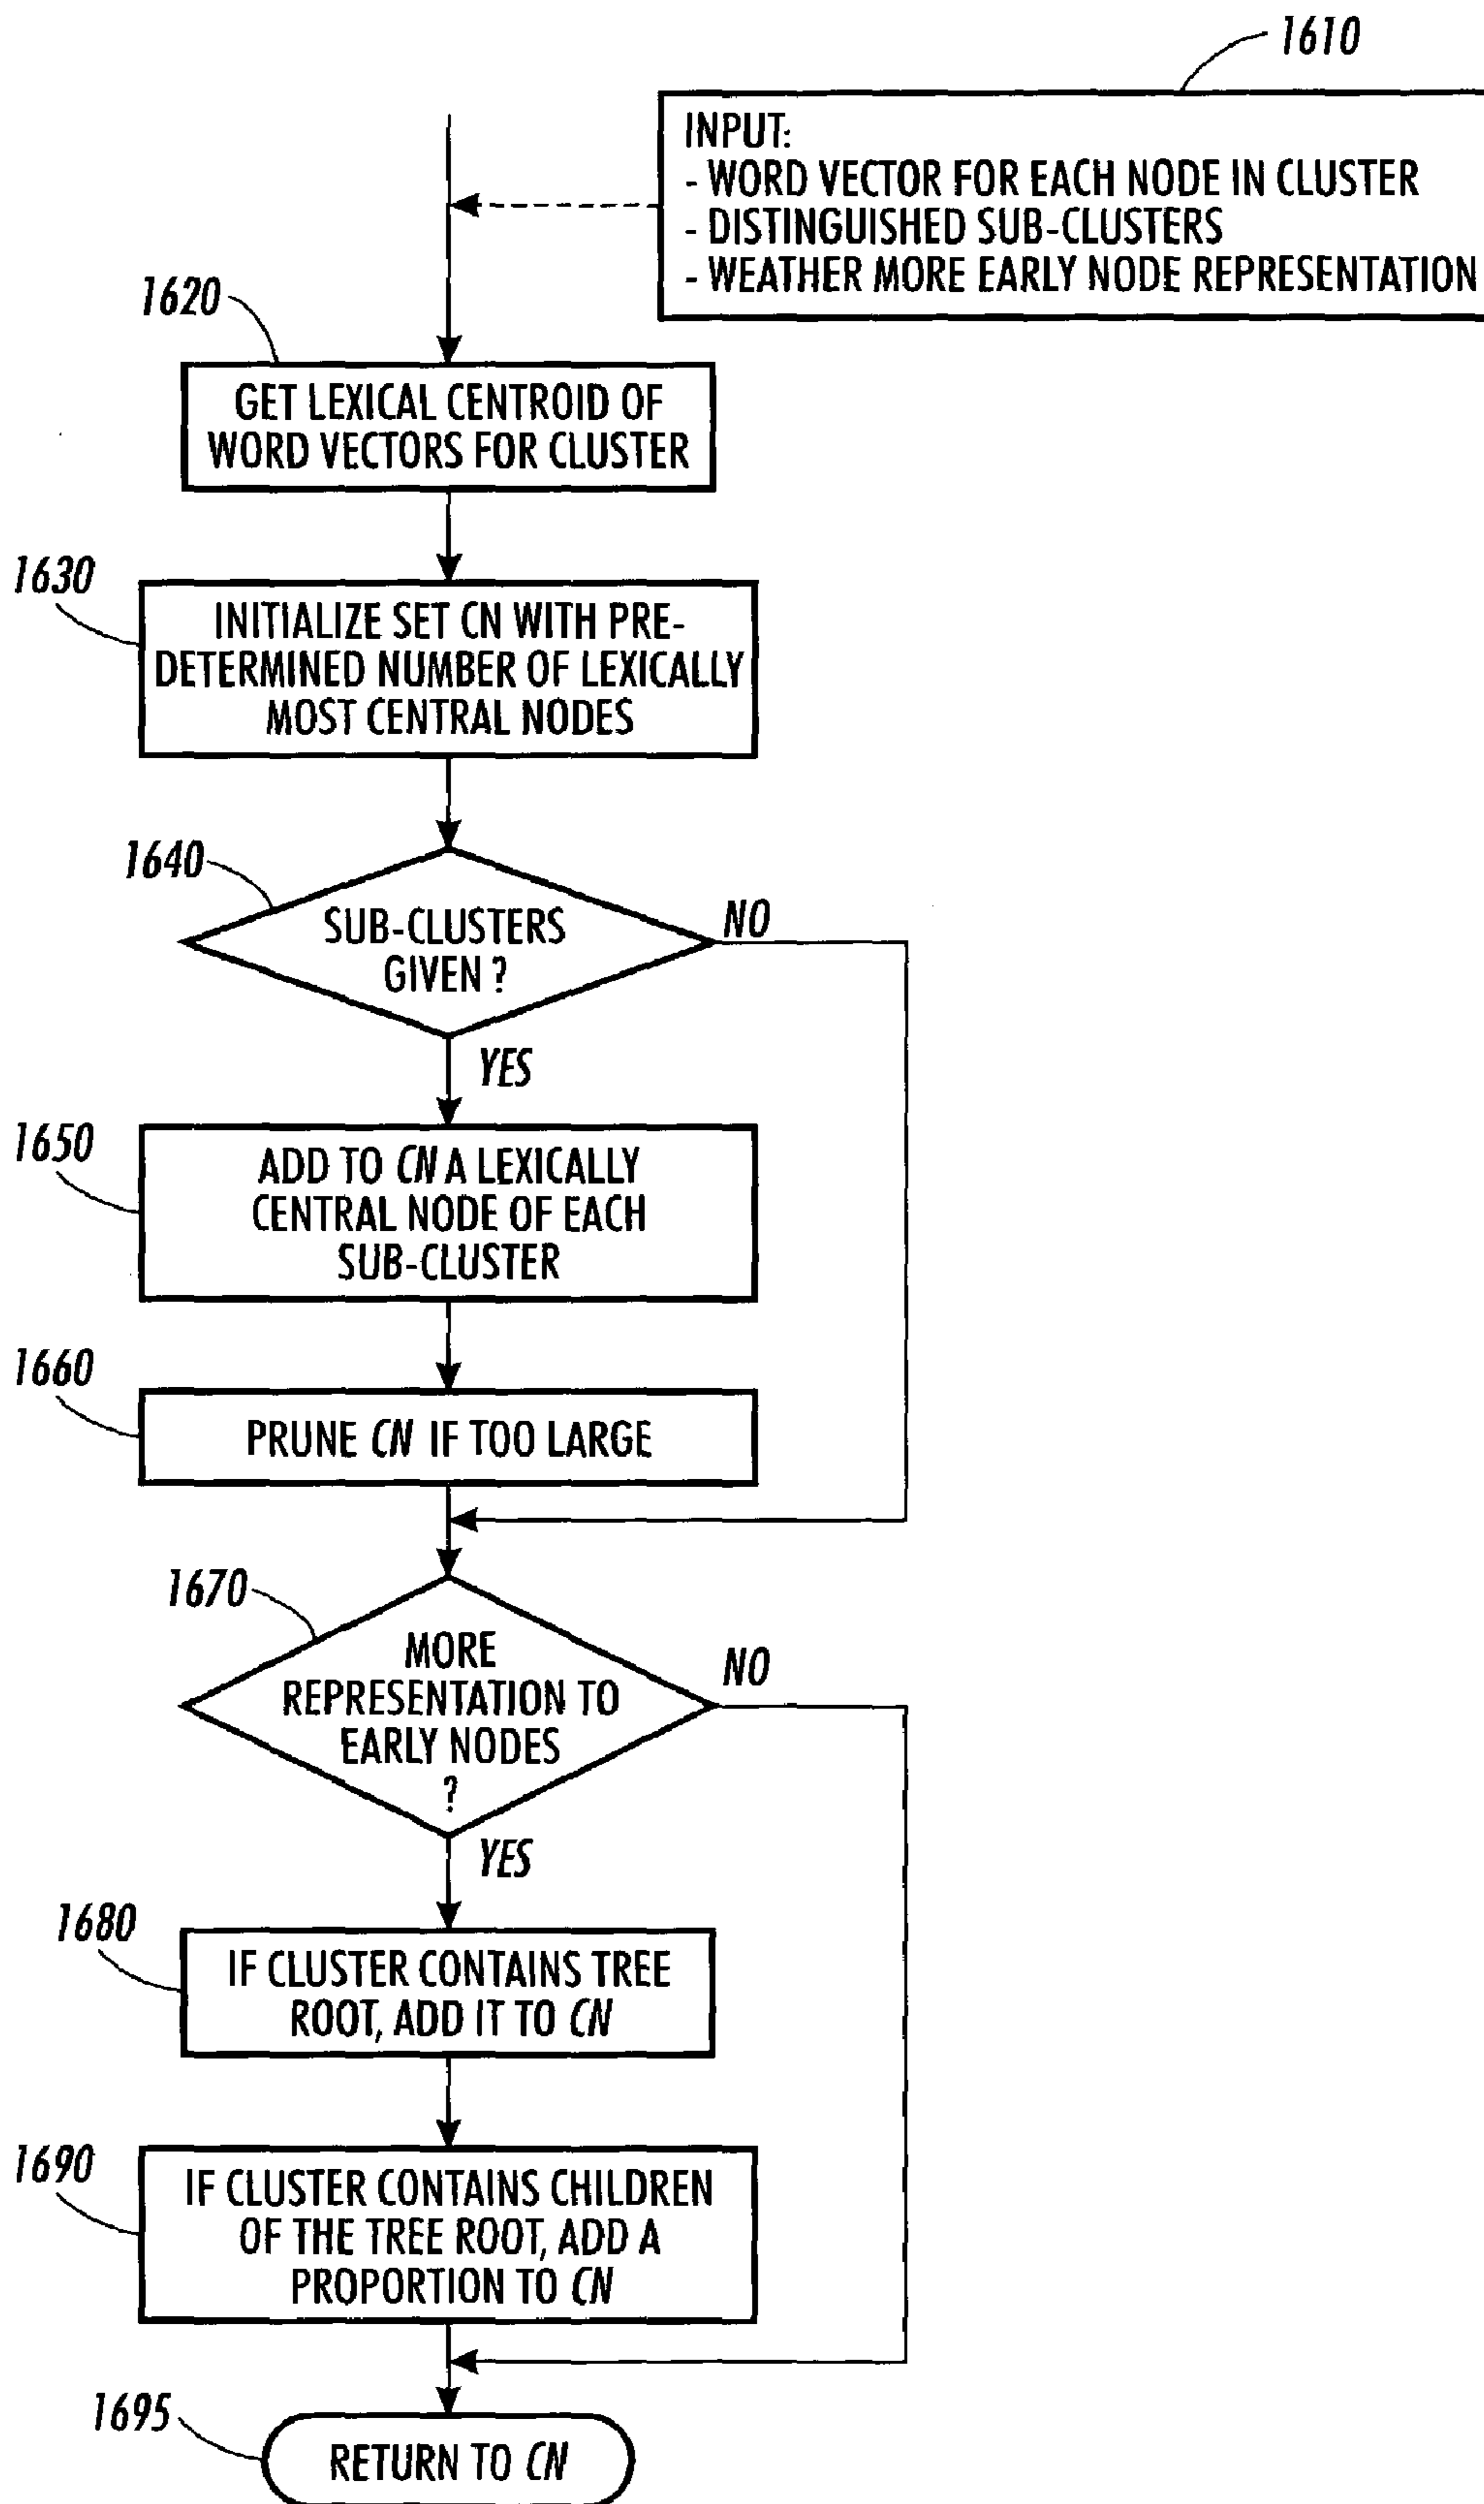 1610
INPUT:
- WORD VECTOR FOR EACH NODE IN CLUSTER
- DISTINGUISHED SUB-CLUSTERS
- WEATHER MORE EARLY NODE REPRESENTATION
1620
GET LEXICAL CENTROID OF
WORD VECTORS FOR CLUSTER
1630
INITIALIZE SET CN WITH PRE-
DETERMINED NUMBER OF LEXICALLY
MOST CENTRAL NODES
1640
SUB-CLUSTERS
GIVEN ?
NO
YES
1650
ADD TO CN A LEXICALLY
CENTRAL NODE OF EACH
SUB-CLUSTER
1660
PRUNE CN IF TOO LARGE
1670
MORE
REPRESENTATION TO
EARLY NODES
?
NO
YES
1680
IF CLUSTER CONTAINS TREE
ROOT, ADD IT TO CN
1690
IF CLUSTER CONTAINS CHILDREN
OF THE TREE ROOT, ADD A
PROPORTION TO CN
1695
RETURN TO CN